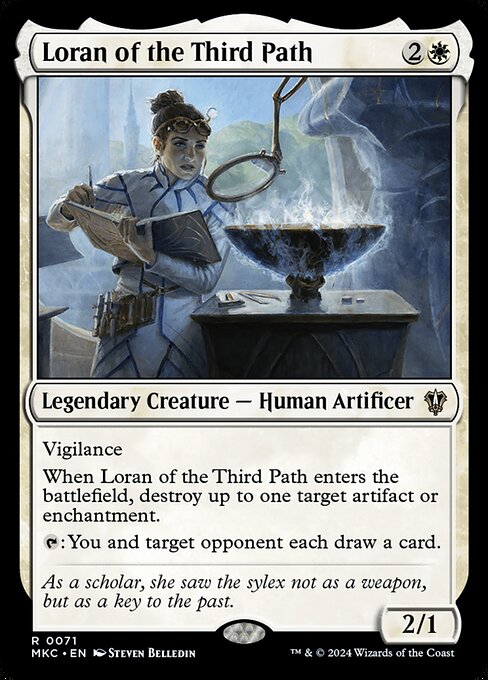 Loran of the Third Path 2
Legendary Creature — Human Artificer
Vigilance
When Loran of the Third Path enters the
battlefield, destroy up to one target artifact or
enchantment.
:You and target opponent each draw a card.
As a scholar, she saw the sylex not as a weapon,
but as a key to the past.
2/1
R 0071
MKC • EN Steven Belledin
™ & © 2024 Wizards of the Coast